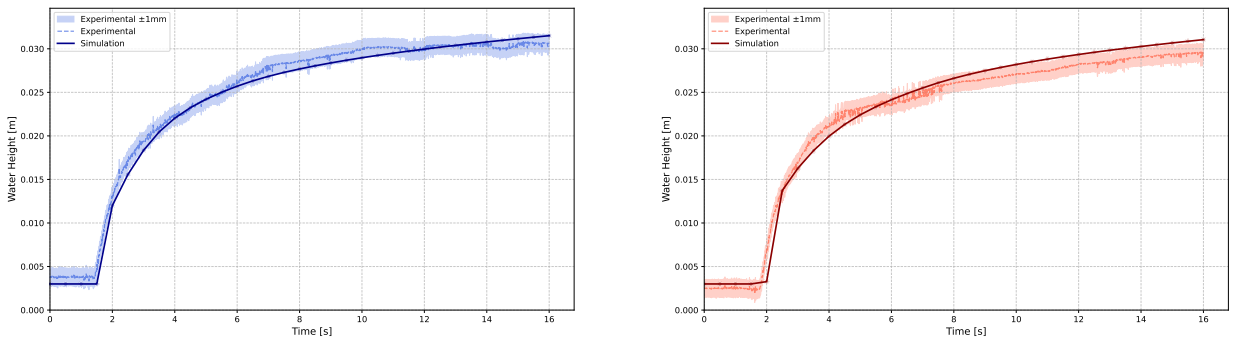 Experimental ±1mm
Experimental
Simulation
Water Height [m]
0.030
0.025
0.020
0.015
0.010
0.005
0.000
0 2 4 6 8 10 12 14 16
Time [s]
Experimental ±1mm
Experimental
Simulation
Water Height [m]
0.030
0.025
0.020
0.015
0.010
0.005
0.000
0 2 4 6 8 10 12 14 16
Time [s]